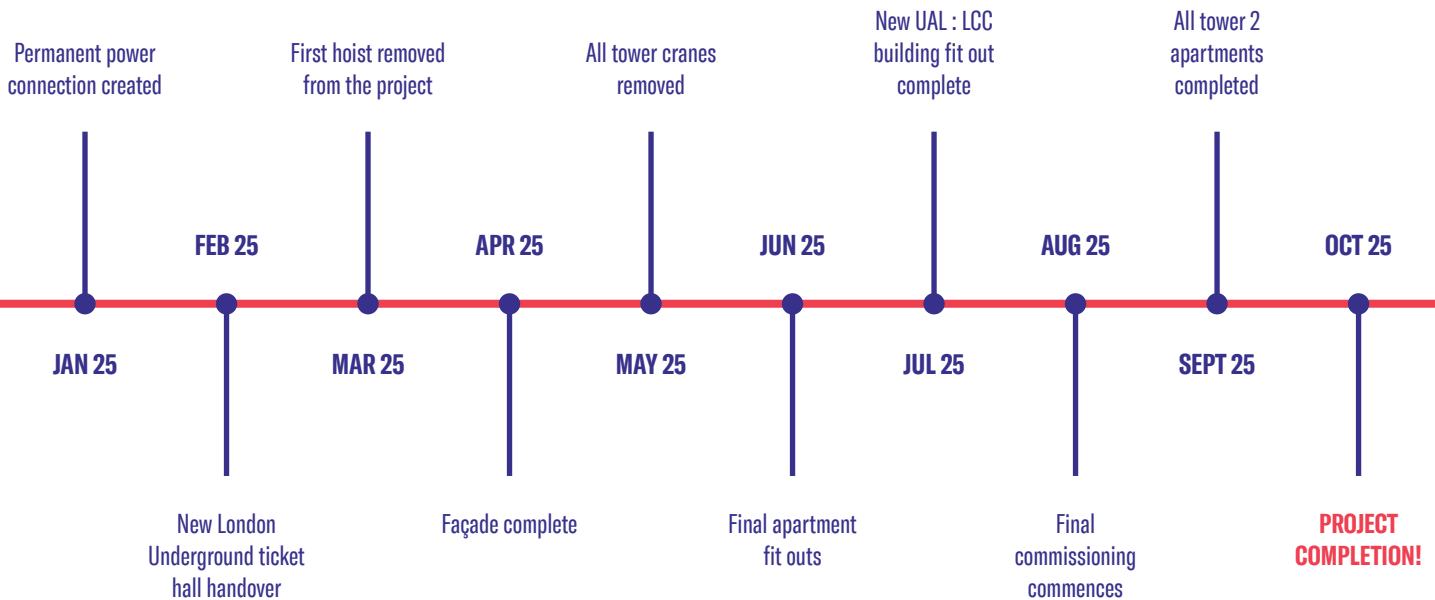 Permanent power
connection created
First hoist removed
from the project
All tower cranes
removed
New UAL : LCC
building fit out
complete
All tower 2
apartments
completed
FEB 25
APR 25
JUN 25
AUG 25
OCT 25
JAN 25
MAR 25
MAY 25
JUL 25
SEPT 25
New London
Underground ticket
hall handover
Façade complete
Final apartment
fit outs
Final
commissioning
commences
PROJECT
COMPLETION!